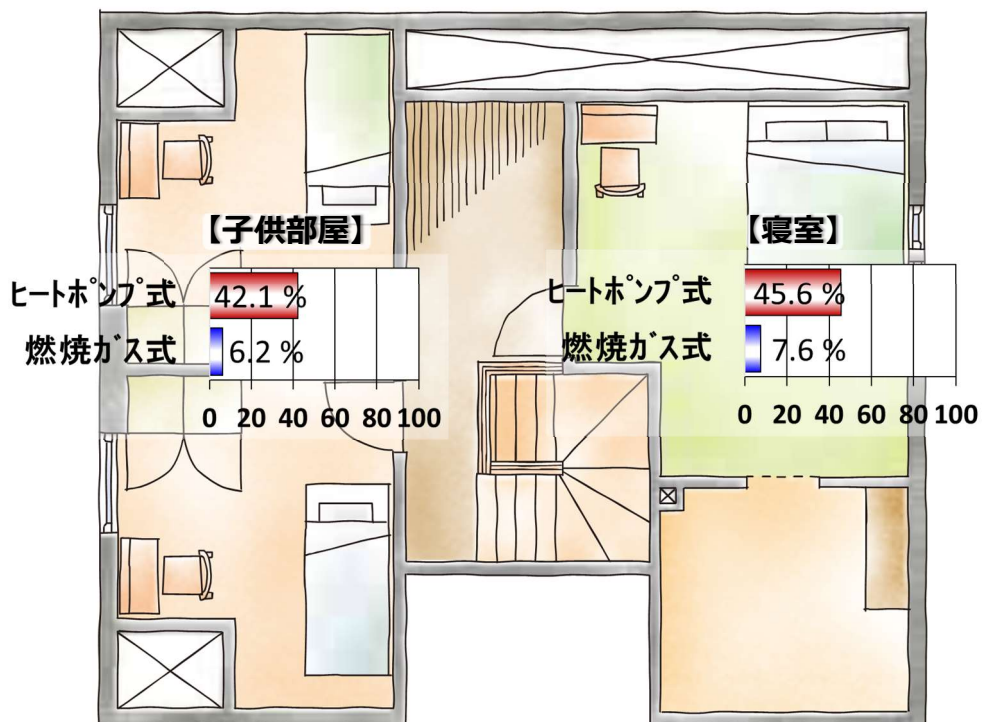 【子供部屋】
ヒートポンプ式 42.1 %
燃焼ガス式 6.2 %
0 20 40 60 80 100
【寝室】
ヒートポンプ式 45.6 %
燃焼ガス式 7.6 %
0 20 40 60 80 100